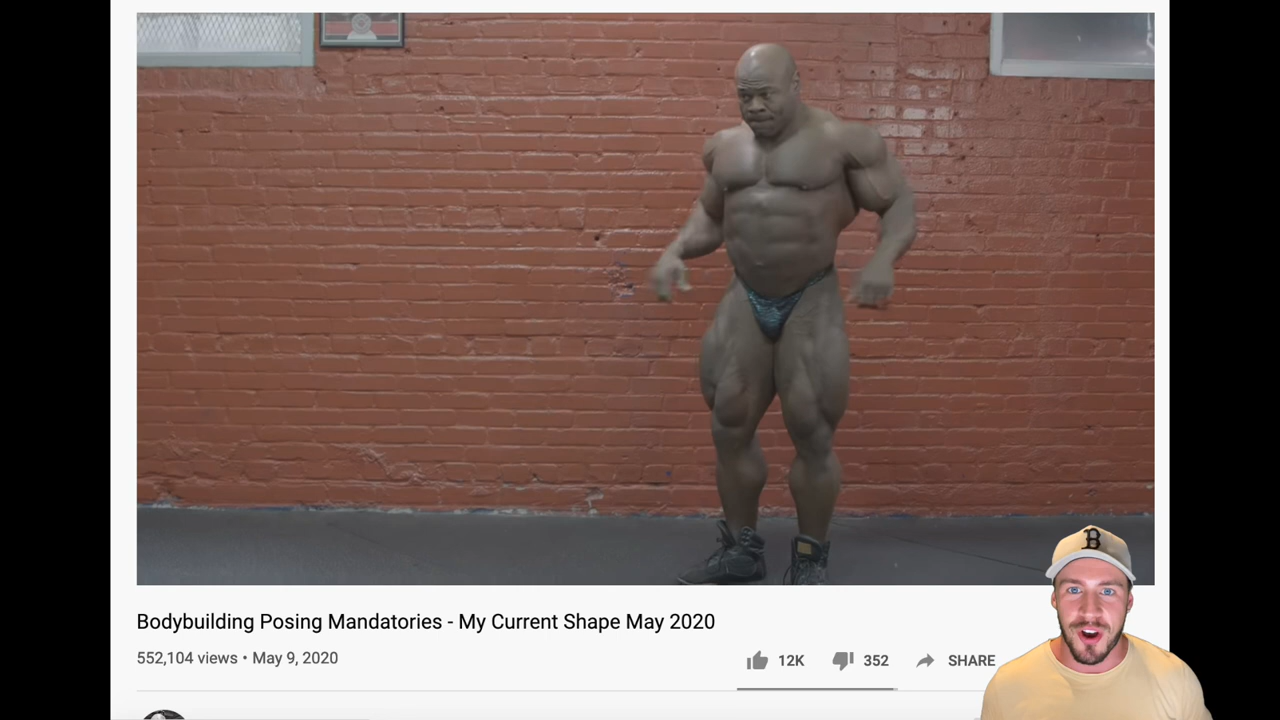 Bodybuilding Posing Mandatories - My Current Shape May 2020
552,104 views • May 9, 2020
12K
352
SHARE
B